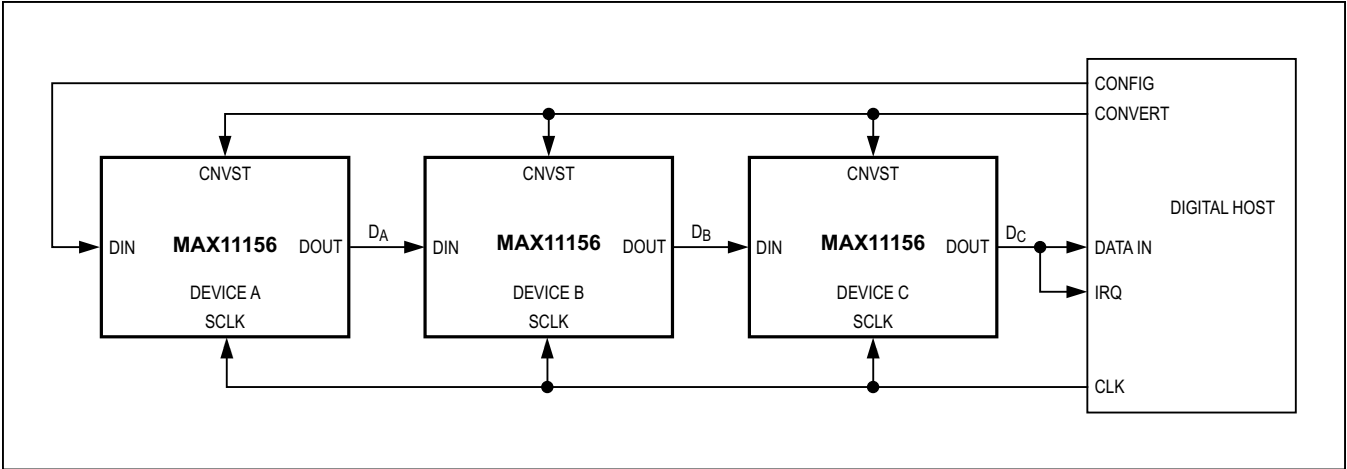 CONFIG
CONVERT
CNVST
CNVST
CNVST
DIGITAL HOST
DIN
MAX11156
DOUT
DA
DIN
MAX11156
DOUT
DB
DIN
MAX11156
DOUT
DC
DATA IN
DEVICE A
DEVICE B
DEVICE C
IRQ
SCLK
SCLK
SCLK
CLK